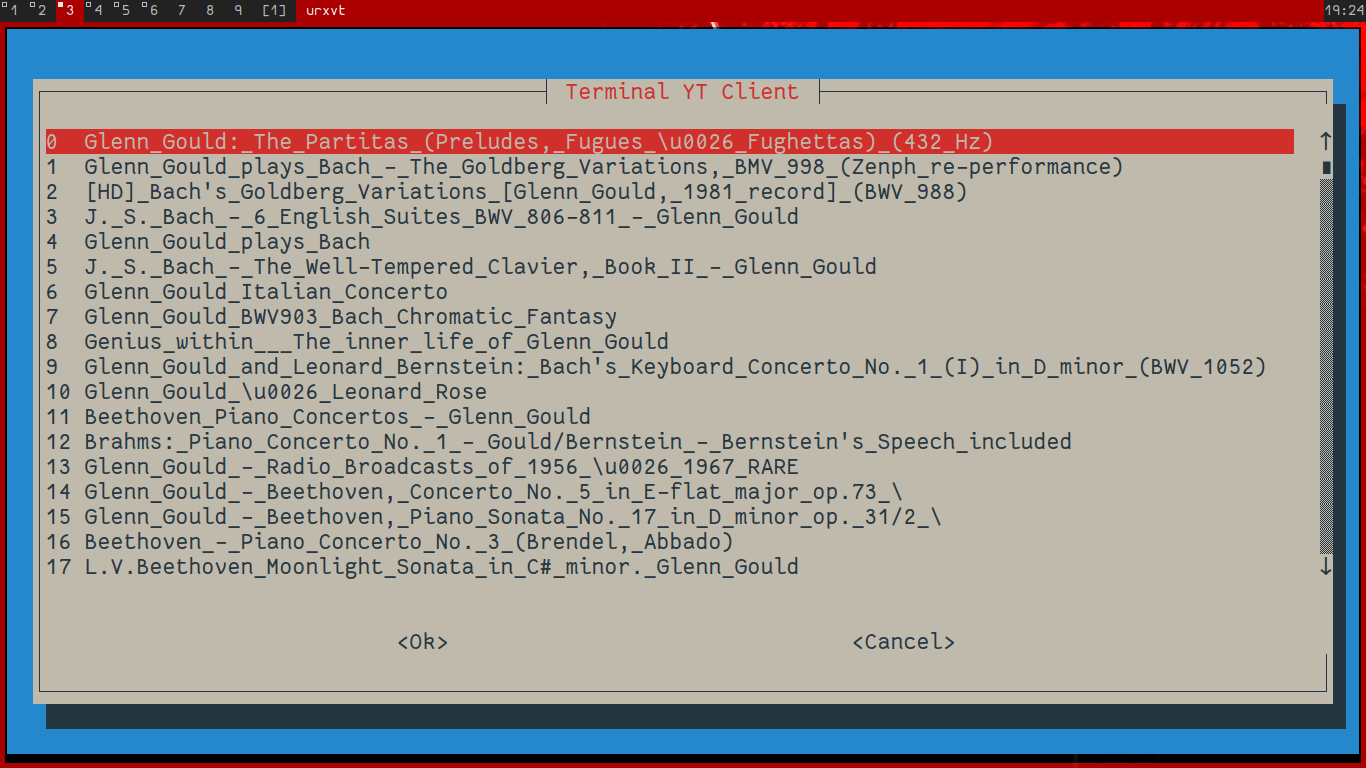 1 2 3 4 5 6 7 8 9 [1] urxvt 19:24
Terminal YT Client
0 Glenn_Gould:_The_Partitas_(Preludes,_Fugues_\u0026_Fughettas)_(432_Hz)
1 Glenn_Gould_plays_Bach_-_The_Goldberg_Variations,_BMV_998_(Zenph_re-performance)
2 [HD]_Bach's_Goldberg_Variations_[Glenn_Gould,_1981_record]_(BWV_988)
3 J._S._Bach_-_6_English_Suites_BWV_806-811_-_Glenn_Gould
4 Glenn_Gould_plays_Bach
5 J._S._Bach_-_The_Well-Tempered_Clavier,_Book_II_-_Glenn_Gould
6 Glenn_Gould_Italian_Concerto
7 Glenn_Gould_BWV903_Bach_Chromatic_Fantasy
8 Genius_within___The_inner_life_of_Glenn_Gould
9 Glenn_Gould_and_Leonard_Bernstein:_Bach's_Keyboard_Concerto_No._1_(I)_in_D_minor_(BWV_1052)
10 Glenn_Gould_\u0026_Leonard_Rose
11 Beethoven_Piano_Concertos_-_Glenn_Gould
12 Brahms:_Piano_Concerto_No._1_-_Gould/Bernstein_-_Bernstein's_Speech_included
13 Glenn_Gould_-_Radio_Broadcasts_of_1956_\u0026_1967_RARE
14 Glenn_Gould_-_Beethoven,_Concerto_No._5_in_E-flat_major_op.73_\
15 Glenn_Gould_-_Beethoven,_Piano_Sonata_No._17_in_D_minor_op._31/2_\
16 Beethoven_-_Piano_Concerto_No._3_(Brendel,_Abbado)
17 L.V.Beethoven_Moonlight_Sonata_in_C#_minor._Glenn_Gould
<Ok> <Cancel>